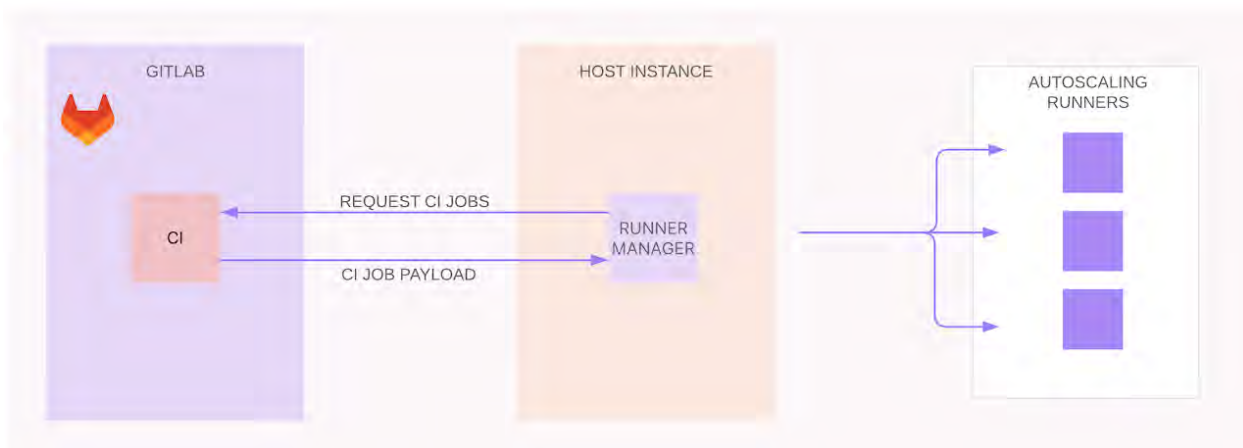 GITLAB
HOST INSTANCE
AUTOSCALING
RUNNERS
REQUEST CI JOBS
CI
RUNNER
MANAGER
CI JOB PAYLOAD